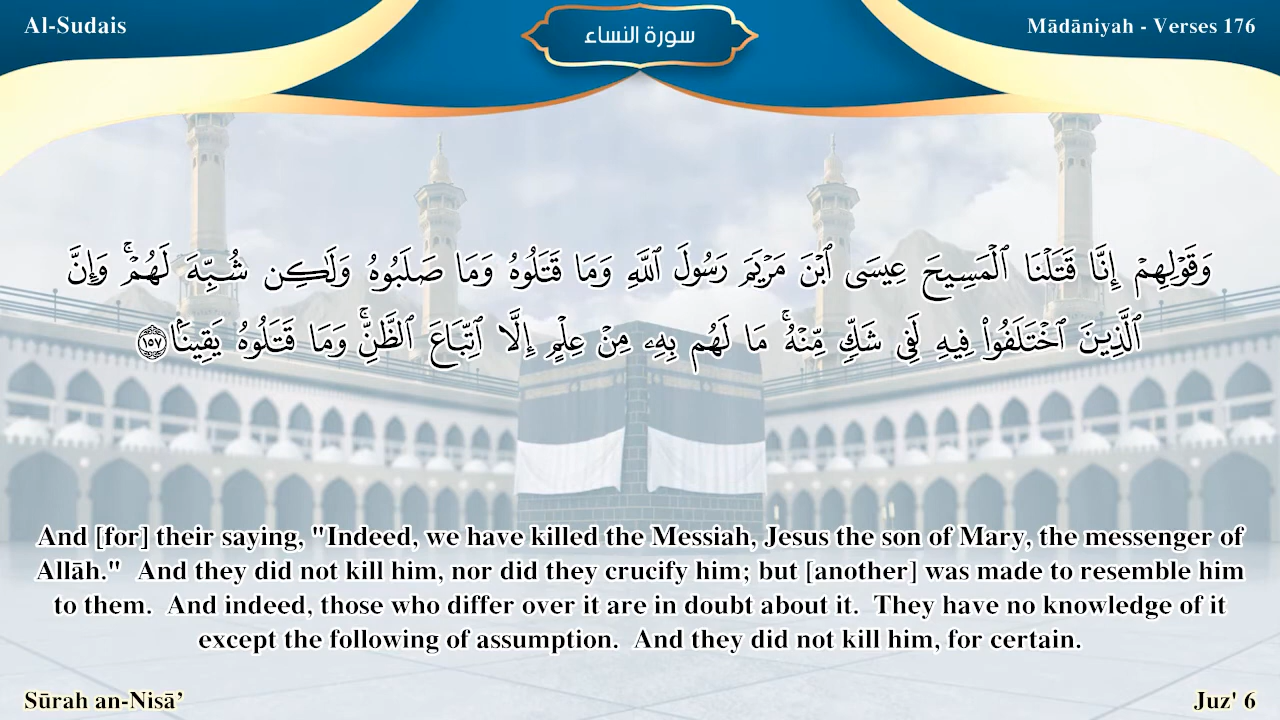 Al-Sudais
سورة النساء
Mādāniyah - Verses 176
وَقَوْلِهِمْ إِنَّا قَتَلْنَا ٱلْمَسِيحَ عِيسَى ٱبْنَ مَرْيَمَ رَسُولَ ٱللَّهِ وَمَا قَتَلُوهُ وَمَا صَلَبُوهُ وَلَٰكِن شُبِّهَ لَهُمْ ۚ وَإِنَّ
ٱلَّذِينَ ٱخْتَلَفُوا۟ فِيهِ لَفِى شَكٍّ مِّنْهُ ۚ مَا لَهُم بِهِۦ مِنْ عِلْمٍ إِلَّا ٱتِّبَاعَ ٱلظَّنِّ ۚ وَمَا قَتَلُوهُ يَقِينًۢا ١٥٧
And [for] their saying, "Indeed, we have killed the Messiah, Jesus the son of Mary, the messenger of
Allāh."  And they did not kill him, nor did they crucify him; but [another] was made to resemble him
to them.  And indeed, those who differ over it are in doubt about it.  They have no knowledge of it
except the following of assumption.  And they did not kill him, for certain.
Sūrah an-Nisā’
Juz' 6